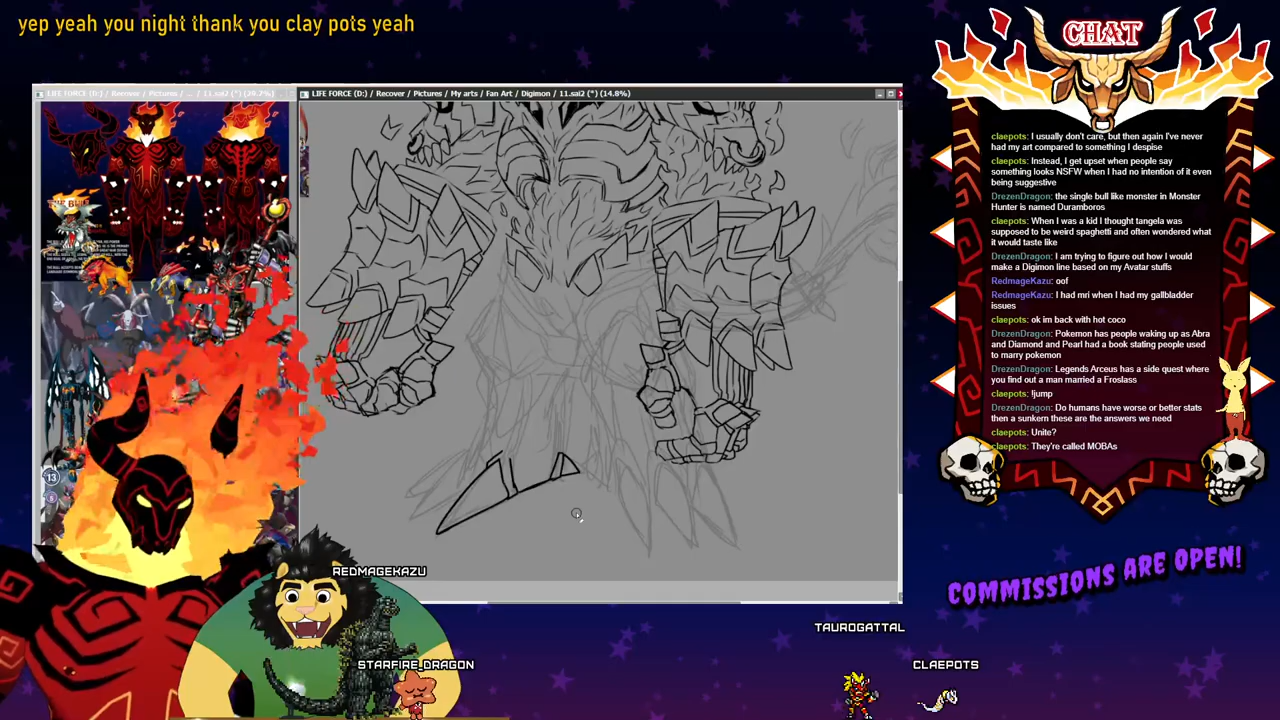 yep yeah you night thank you clay pots yeah
CHAT
LIFE FORCE (D:) / Recover / Pictures / My arts / Fan Art / Digimon / 11.sai2 (*) (14.8%)
claepots: I usually don't care, but then again I've never
had my art compared to something I despise
claepots: Instead, I get upset when people say
something looks NSFW when I had no intention of it even
being suggestive
DrezenDragon: the single bull like monster in Monster
Hunter is named Duramboros
claepots: When I was a kid I thought tangela was
supposed to be weird spaghetti and often wondered what
it would taste like
DrezenDragon: I am trying to figure out how I would
make a Digimon line based on my Avatar stuffs
RedmageKazu: oof
RedmageKazu: I had mri when I had my gallbladder
issues
claepots: ok im back with hot coco
DrezenDragon: Pokemon has people waking up as Abra
and Diamond and Pearl had a book stating people used
to marry pokemon
DrezenDragon: Legends Arceus has a side quest where
you find out a man married a Froslass
claepots: !jump
DrezenDragon: Do humans have worse or better stats
then a sunkern these are the answers we need
claepots: Unite?
claepots: They're called MOBAs
COMMISSIONS ARE OPEN!
13
REDMAGEKAZU
STARFIRE_DRAGON
TAUROGATTAL
CLAEPOTS